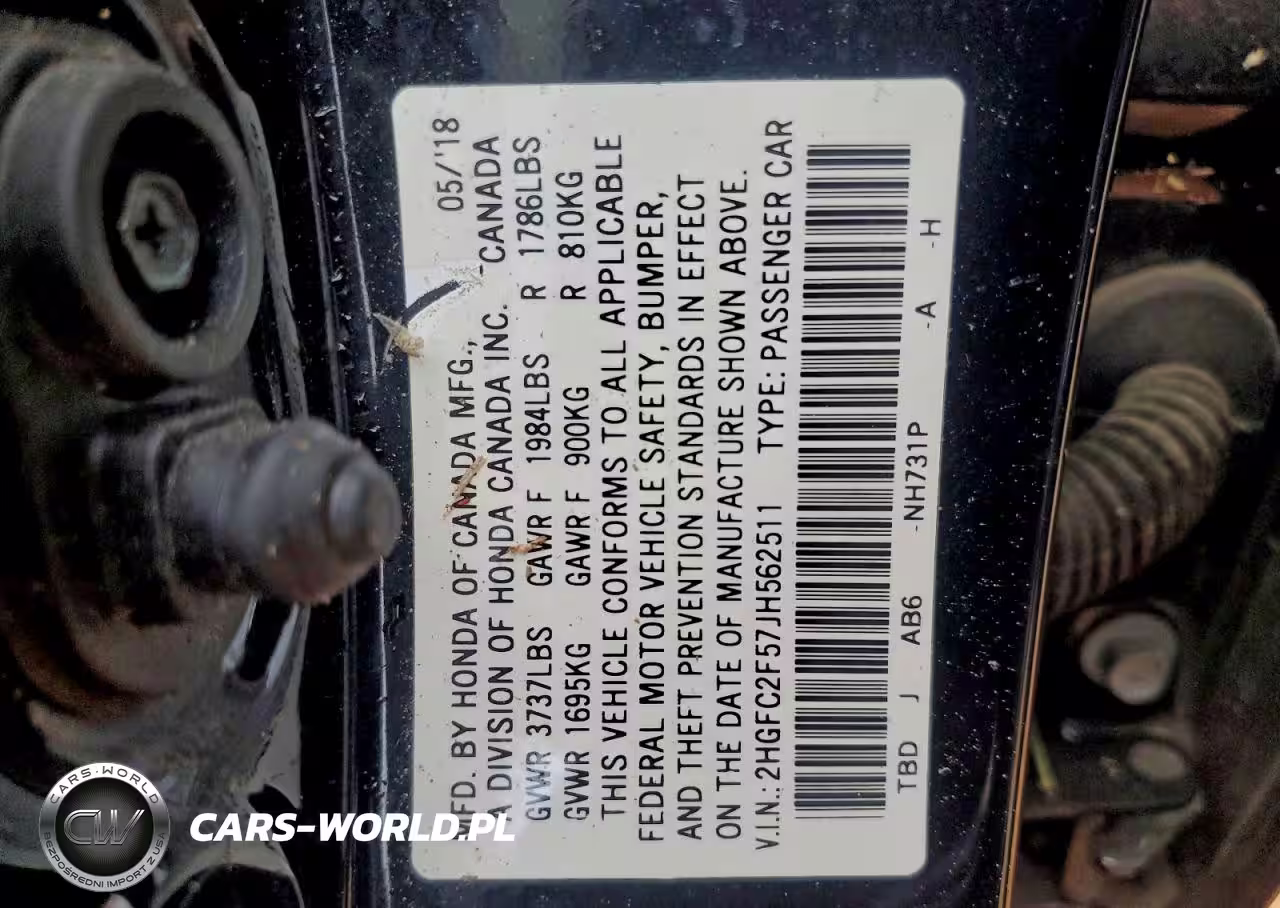 05/'18
MFD. BY HONDA OF CANADA MFG.,
A DIVISION OF HONDA CANADA INC. -CANADA
GVWR 3737LBS GAWR F 1984LBS R 1786LBS
GVWR 1695KG GAWR F 900KG R 810KG
THIS VEHICLE CONFORMS TO ALL APPLICABLE
FEDERAL MOTOR VEHICLE SAFETY, BUMPER,
AND THEFT PREVENTION STANDARDS IN EFFECT
ON THE DATE OF MANUFACTURE SHOWN ABOVE.
V.I.N.: 2HGFC2F57JH562511 TYPE: PASSENGER CAR
TBD J AB6 -NH731P -A -H
CARS-WORLD
CW
BEZPOŚREDNI IMPORT Z USA
CARS-WORLD.PL